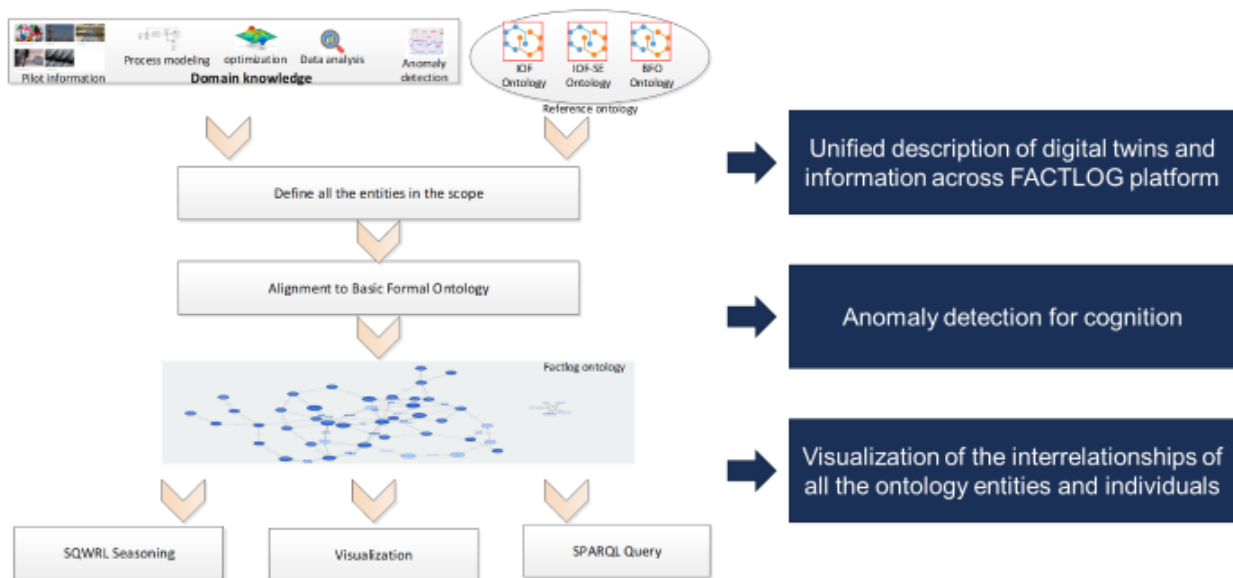 Pilot information
Process modeling
optimization
Data analysis
Anomaly
detection
Domain knowledge
IOF
Ontology
IOF-SE
Ontology
BFO
Ontology
Reference ontology
Define all the entities in the scope
Alignment to Basic Formal Ontology
Factlog ontology
SQWRL Seasoning
Visualization
SPARQL Query
Unified description of digital twins and
information across FACTLOG platform
Anomaly detection for cognition
Visualization of the interrelationships of
all the ontology entities and individuals